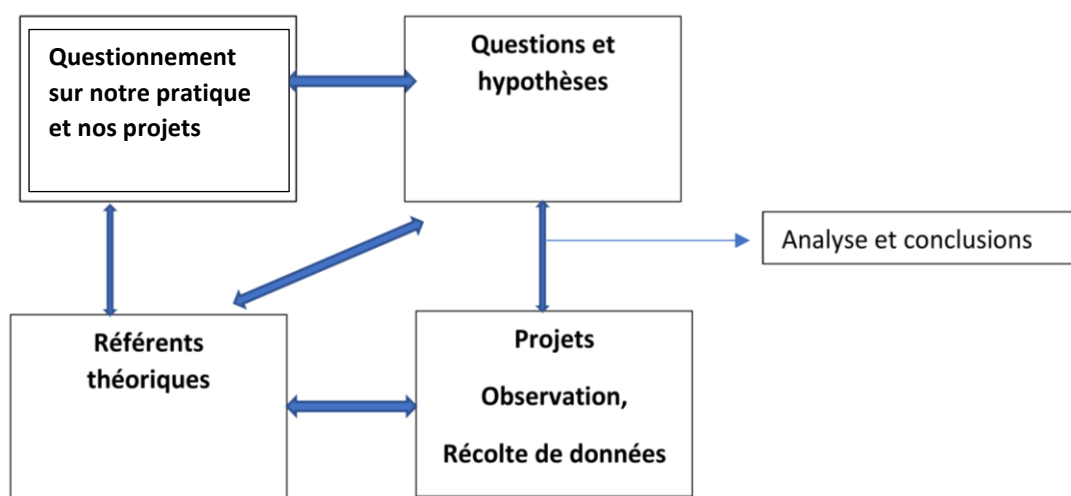 Questionnement
sur notre pratique
et nos projets
Questions et
hypothèses
Analyse et conclusions
Référents
théoriques
Projets
Observation,
Récolte de données